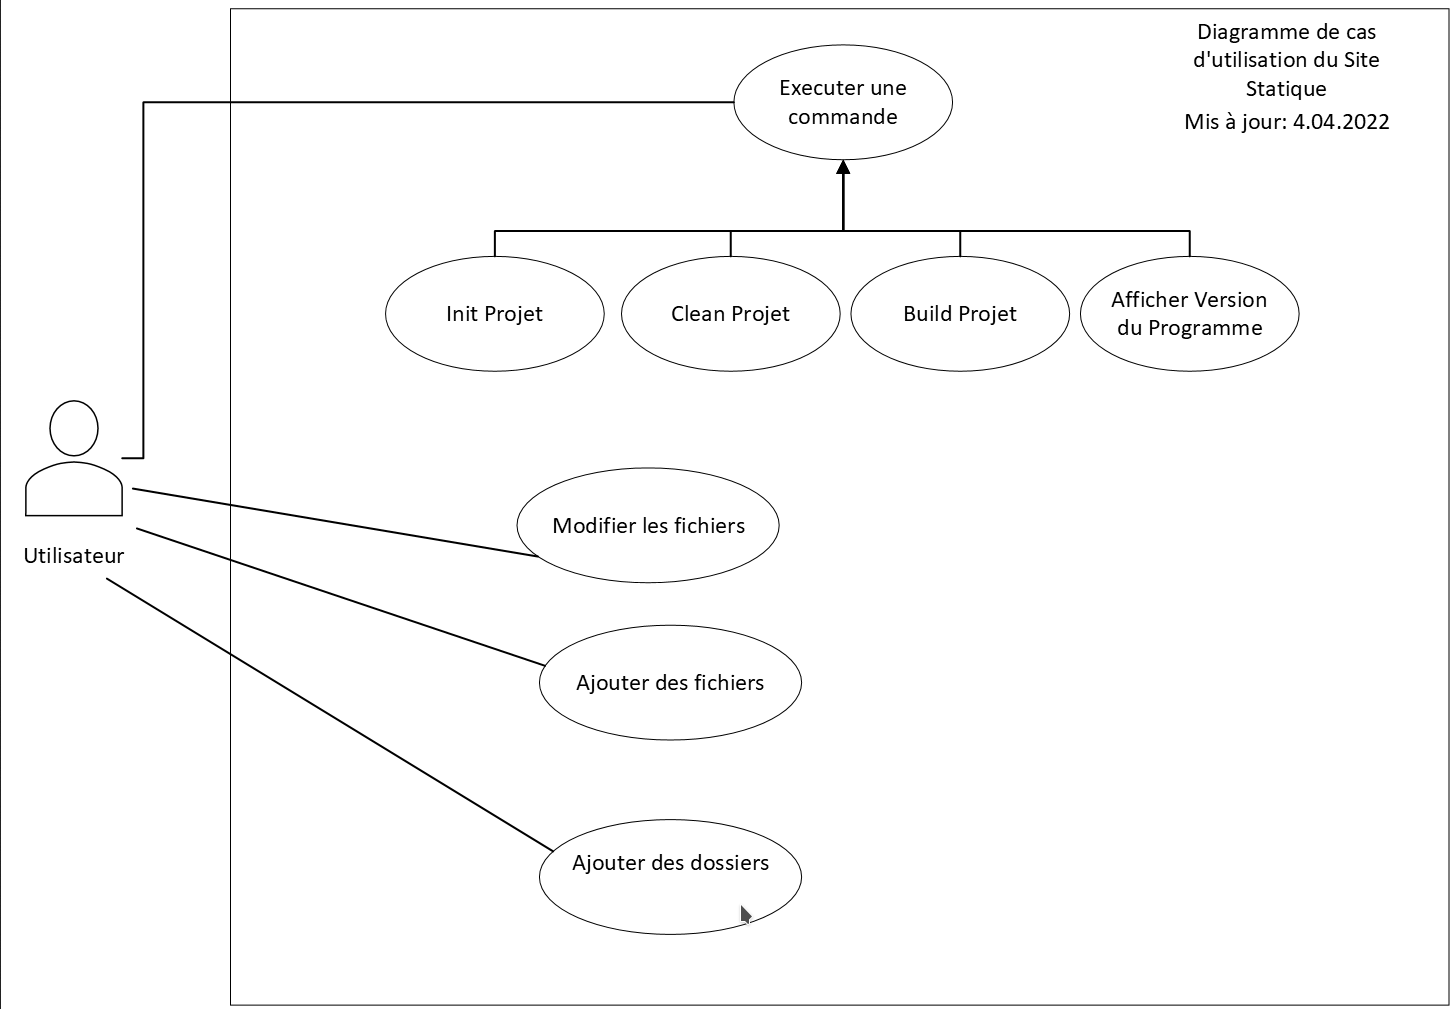 Diagramme de cas
d'utilisation du Site
Statique
Mis à jour: 4.04.2022
Executer une
commande
Init Projet
Clean Projet
Build Projet
Afficher Version
du Programme
Utilisateur
Modifier les fichiers
Ajouter des fichiers
Ajouter des dossiers